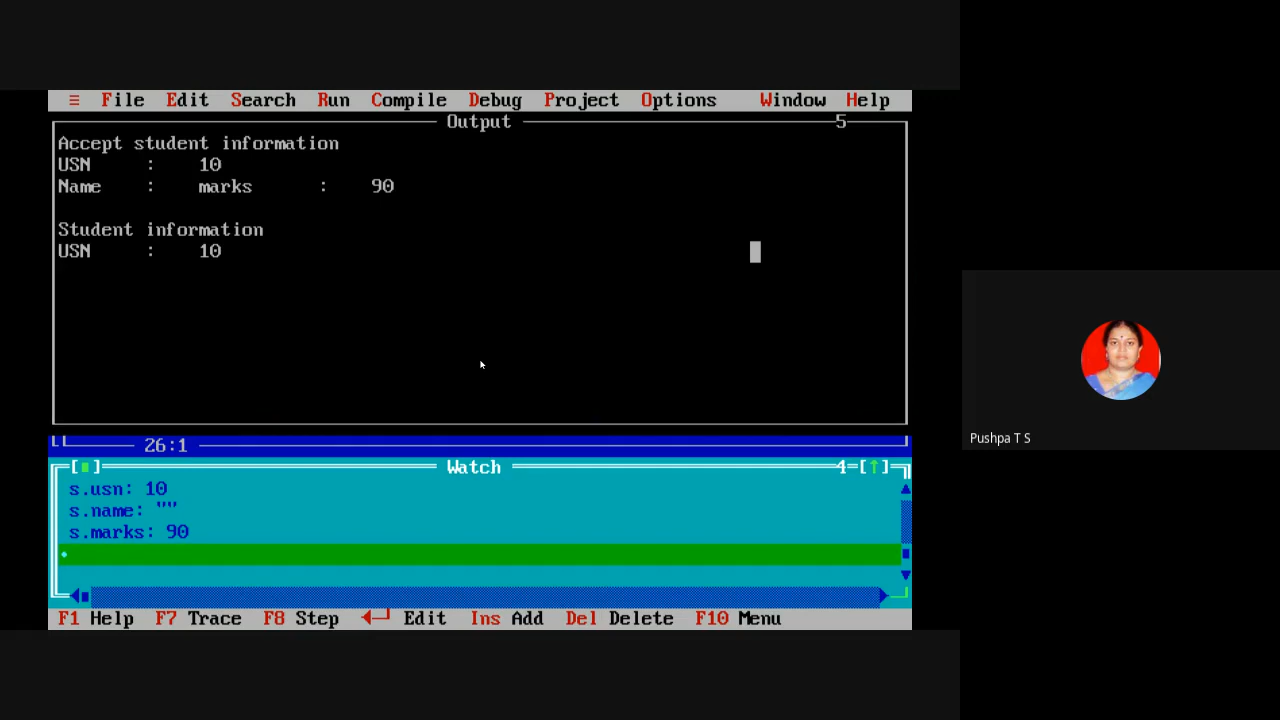 ≡ File Edit Search Run Compile Debug Project Options Window Help
Output 5
Accept student information
USN : 10
Name : marks : 90
Student information
USN : 10
26:1
[■] Watch 4=[↑]
s.usn: 10
s.name: ""
s.marks: 90
F1 Help F7 Trace F8 Step ←┘ Edit Ins Add Del Delete F10 Menu
Pushpa T S